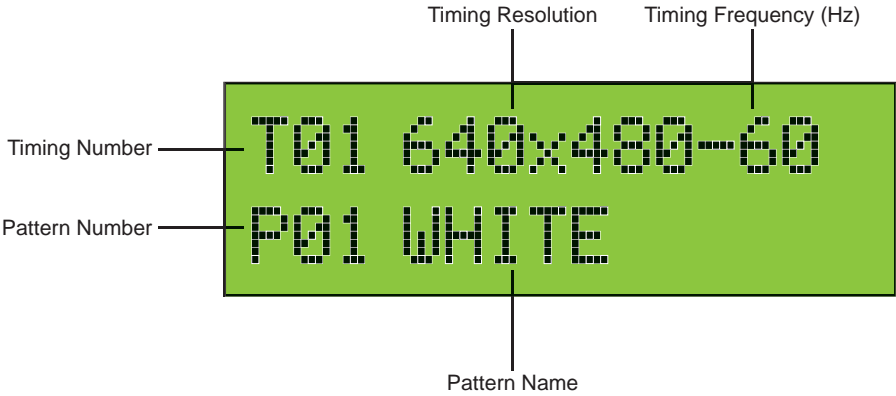 Timing Resolution Timing Frequency (Hz)
Timing Number T01 640x480-60
Pattern Number P01 WHITE
Pattern Name